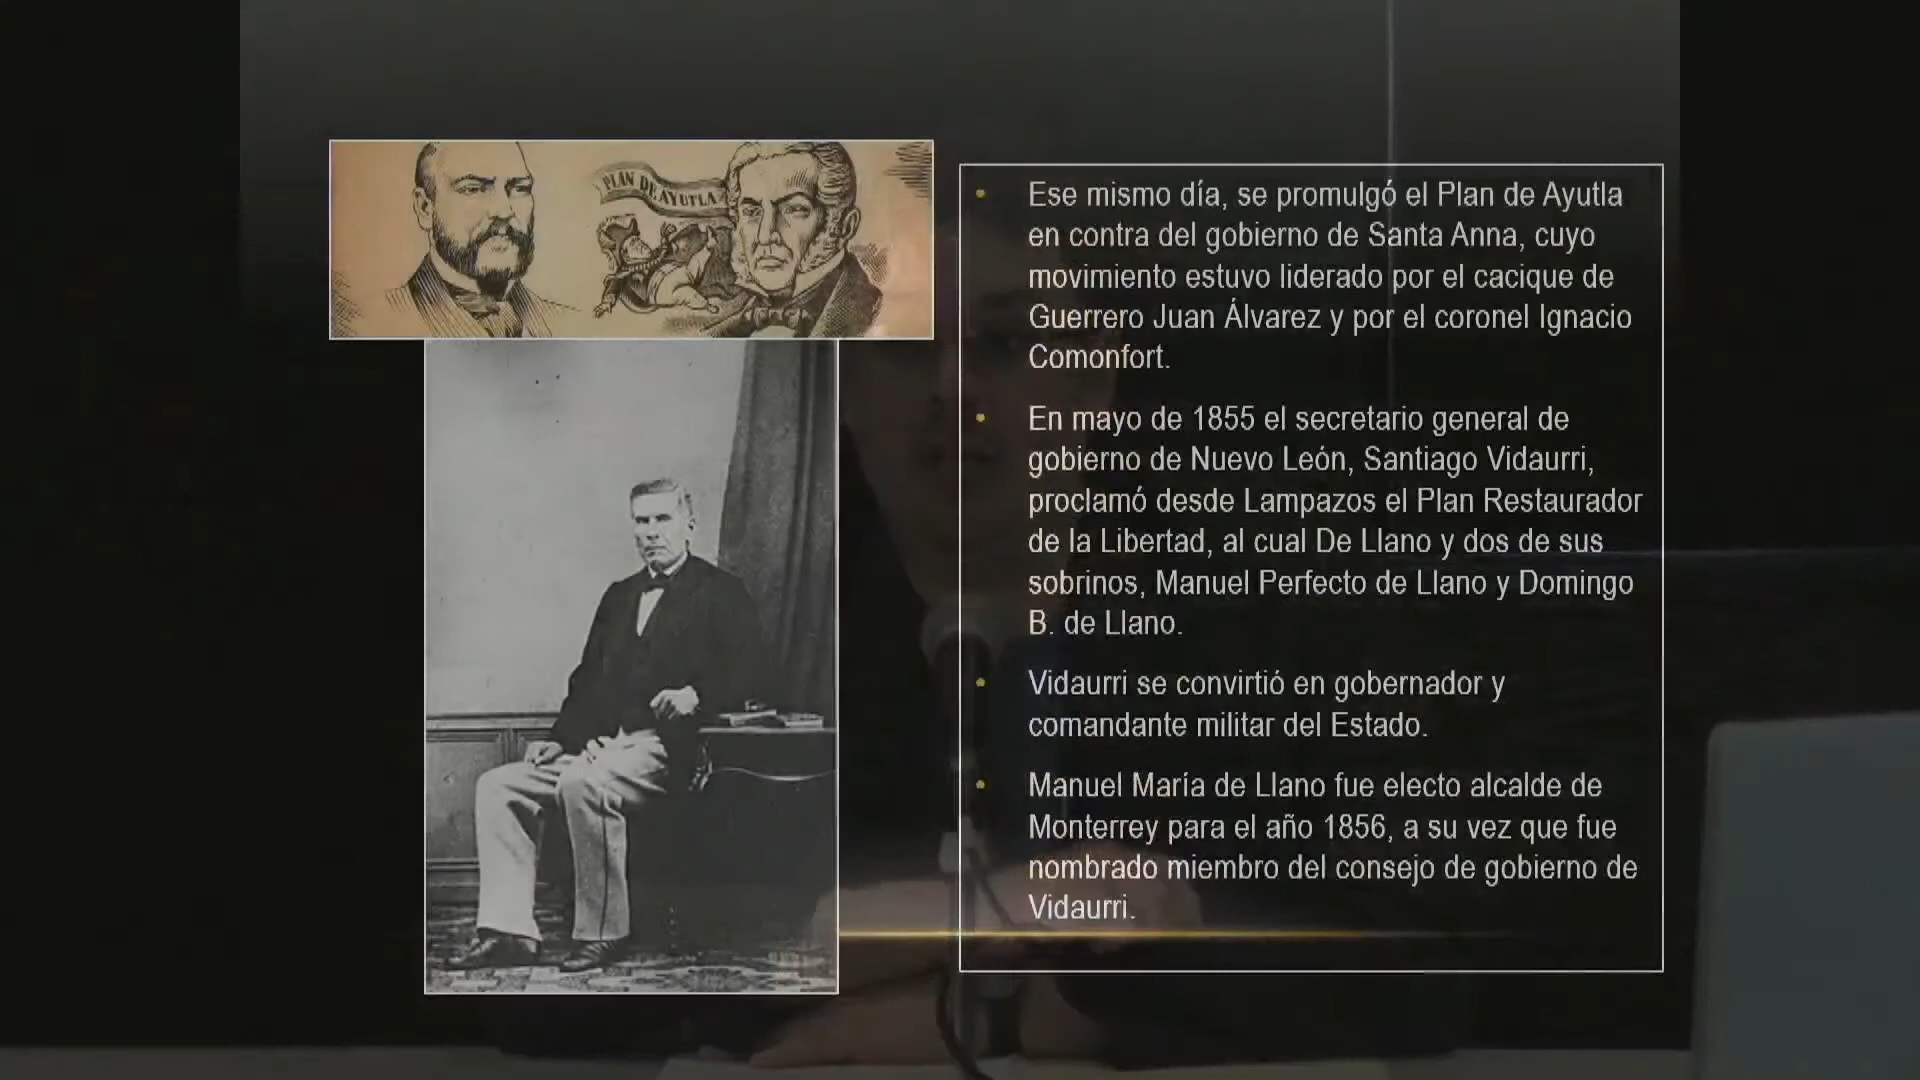 PLAN DE AYUTLA
Ese mismo día, se promulgó el Plan de Ayutla
en contra del gobierno de Santa Anna, cuyo
movimiento estuvo liderado por el cacique de
Guerrero Juan Álvarez y por el coronel Ignacio
Comonfort.
En mayo de 1855 el secretario general de
gobierno de Nuevo León, Santiago Vidaurri,
proclamó desde Lampazos el Plan Restaurador
de la Libertad, al cual De Llano y dos de sus
sobrinos, Manuel Perfecto de Llano y Domingo
B. de Llano.
Vidaurri se convirtió en gobernador y
comandante militar del Estado.
Manuel María de Llano fue electo alcalde de
Monterrey para el año 1856, a su vez que fue
nombrado miembro del consejo de gobierno de
Vidaurri.